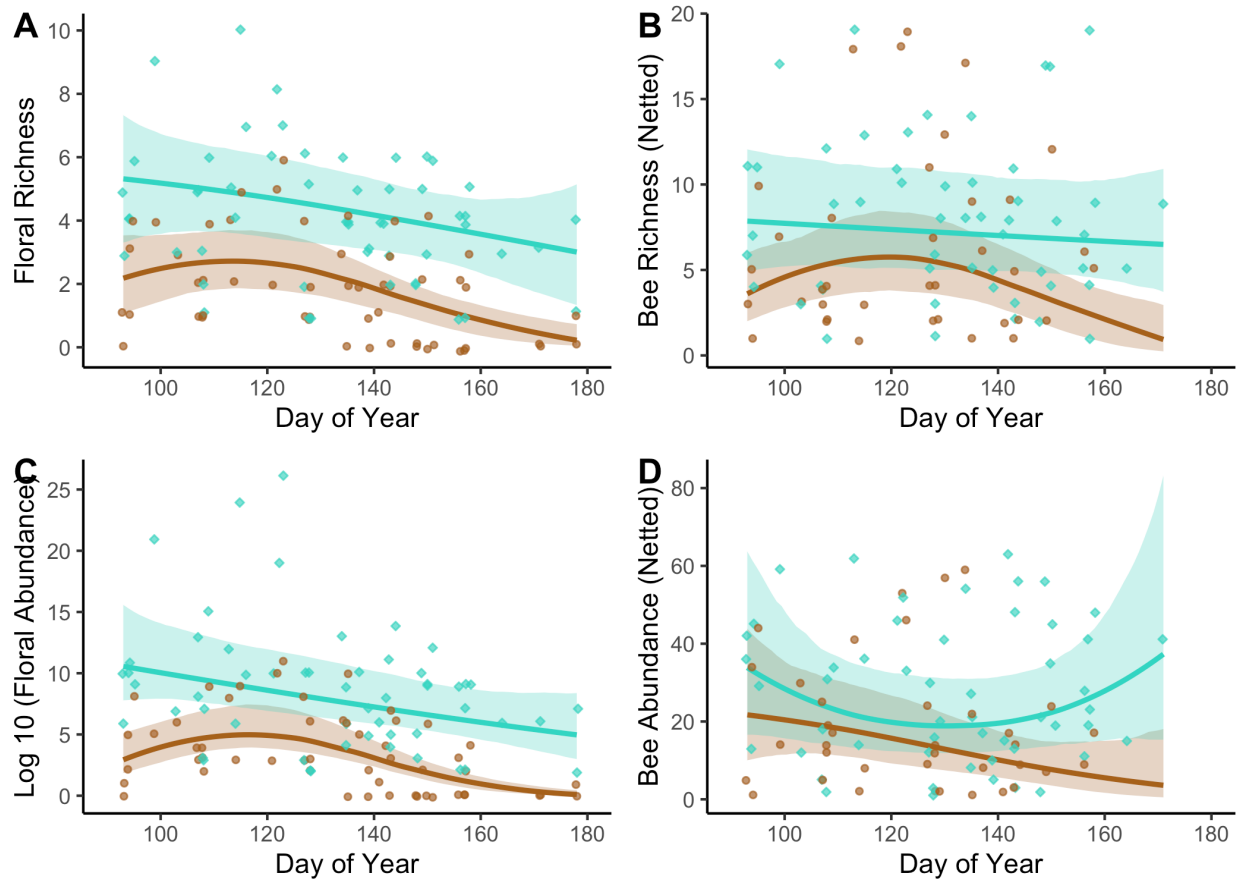 A
Floral Richness
10
8
6
4
2
0
100 120 140 160 180
Day of Year
B
Bee Richness (Netted)
20
15
10
5
0
100 120 140 160 180
Day of Year
C
Log 10 (Floral Abundance)
25
20
15
10
5
0
100 120 140 160 180
Day of Year
D
Bee Abundance (Netted)
80
60
40
20
0
100 120 140 160 180
Day of Year